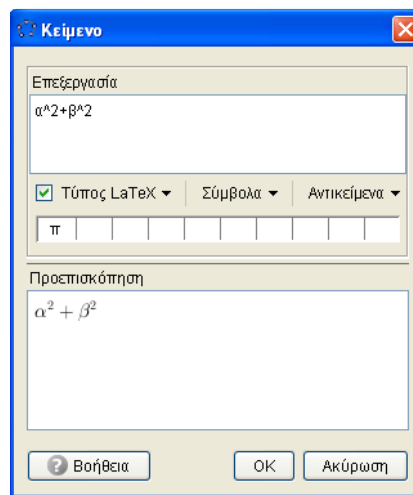 Κείμενο
Επεξεργασία
α^2+β^2
Τύπος LaTeX Σύμβολα Αντικείμενα
π
Προεπισκόπηση
α² + β²
Βοήθεια OK Ακύρωση